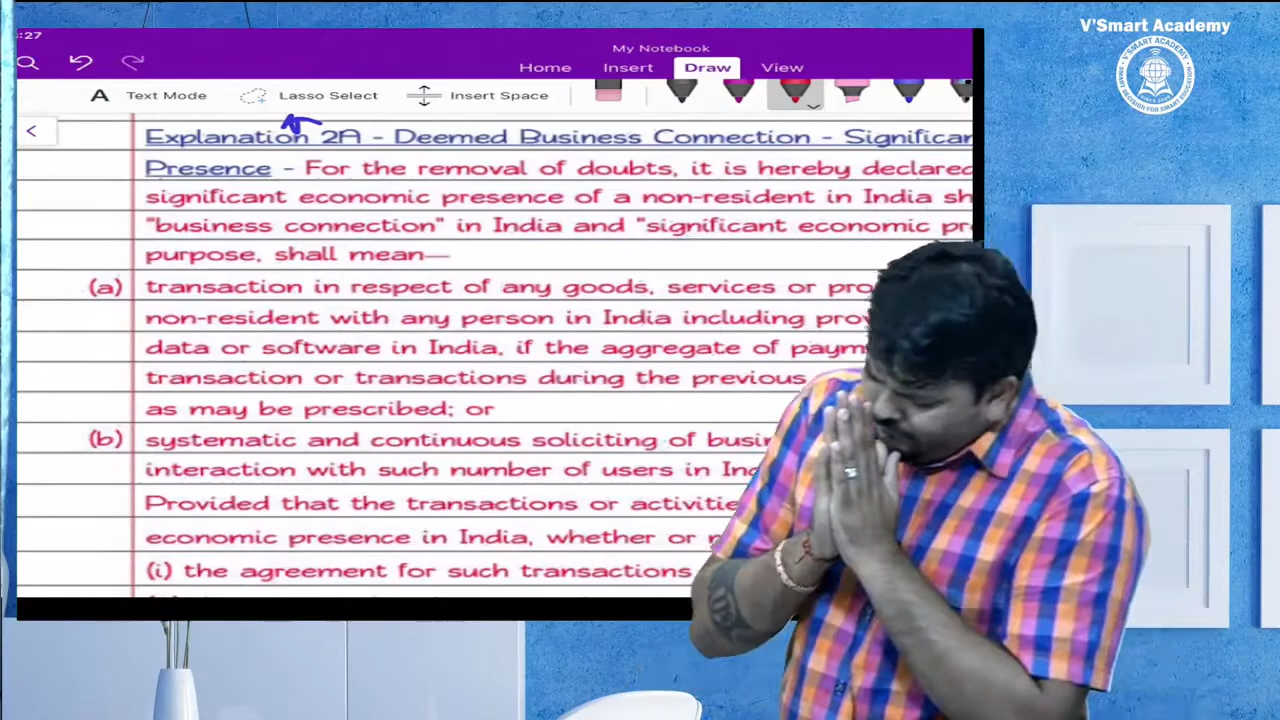 V'Smart Academy
:27
My Notebook
Home Insert Draw View
Text Mode Lasso Select Insert Space
Explanation 2A - Deemed Business Connection - Significan
Presence - For the removal of doubts, it is hereby declared
significant economic presence of a non-resident in India sh
"business connection" in India and "significant economic pre
purpose, shall mean—
(a) transaction in respect of any goods, services or pro
non-resident with any person in India including prov
data or software in India, if the aggregate of paym
transaction or transactions during the previous
as may be prescribed; or
(b) systematic and continuous soliciting of busin
interaction with such number of users in Ind
Provided that the transactions or activitie
economic presence in India, whether or n
(i) the agreement for such transactions